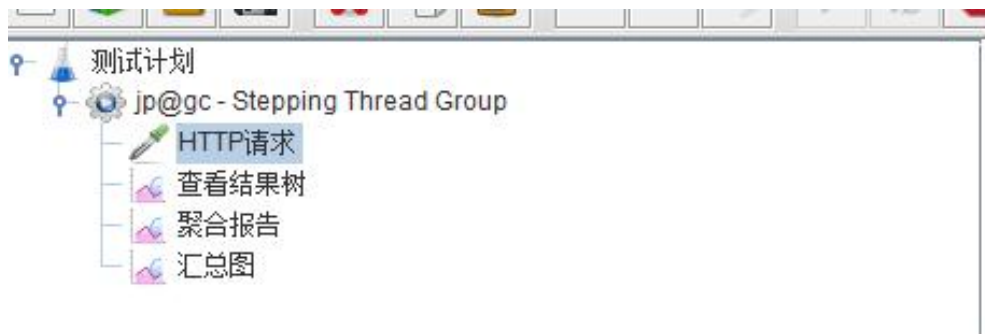 测试计划
jp@gc - Stepping Thread Group
HTTP请求
查看结果树
聚合报告
汇总图